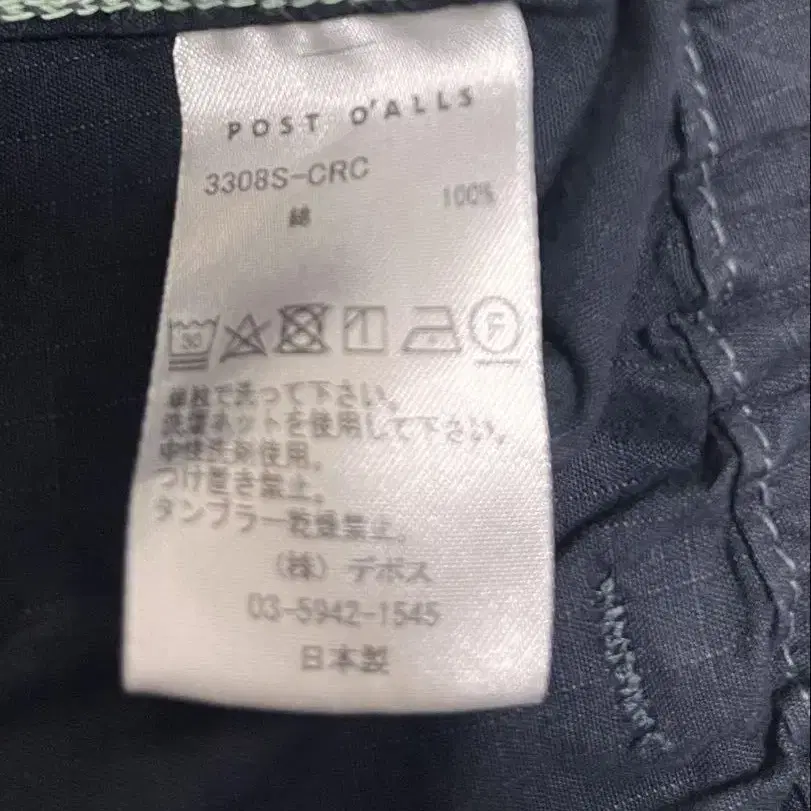 POST O'ALLS
3308S-CRC
綿 100%
30 F
単独で洗って下さい。
洗濯ネットを使用して下さい。
中性洗剤使用。
つけ置き禁止。
タンブラー乾燥禁止。
(株) デポス
03-5942-1545
日本製